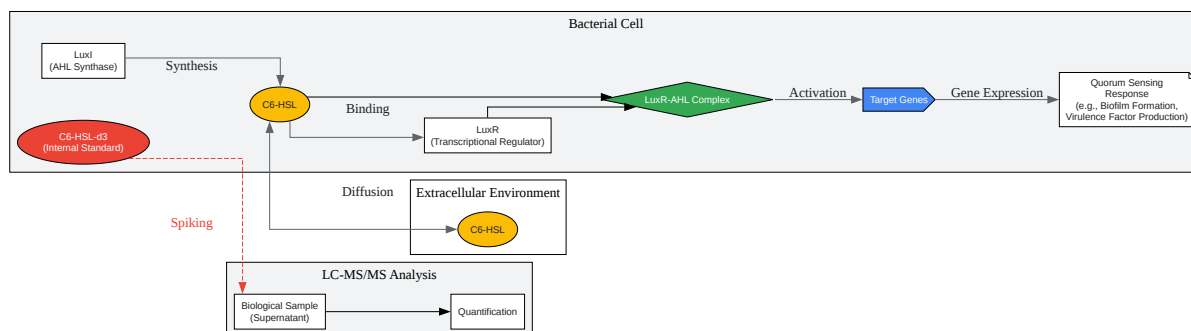 Bacterial Cell
LuxI
(AHL Synthase)
Synthesis
C6-HSL
Binding
LuxR
(Transcriptional Regulator)
LuxR-AHL Complex
Activation
Target Genes
Gene Expression
Quorum Sensing
Response
(e.g., Biofilm Formation,
Virulence Factor Production)
C6-HSL-d3
(Internal Standard)
Diffusion
Extracellular Environment
C6-HSL
Spiking
LC-MS/MS Analysis
Biological Sample
(Supernatant)
Quantification